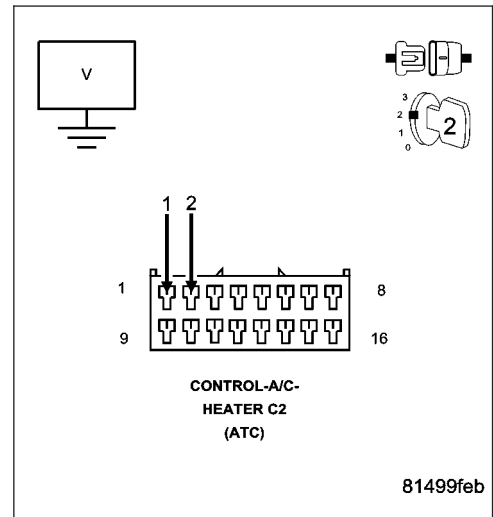 V
3
2
1
0
2
1 2
1 8
9 16
CONTROL-A/C-
HEATER C2
(ATC)
81499feb